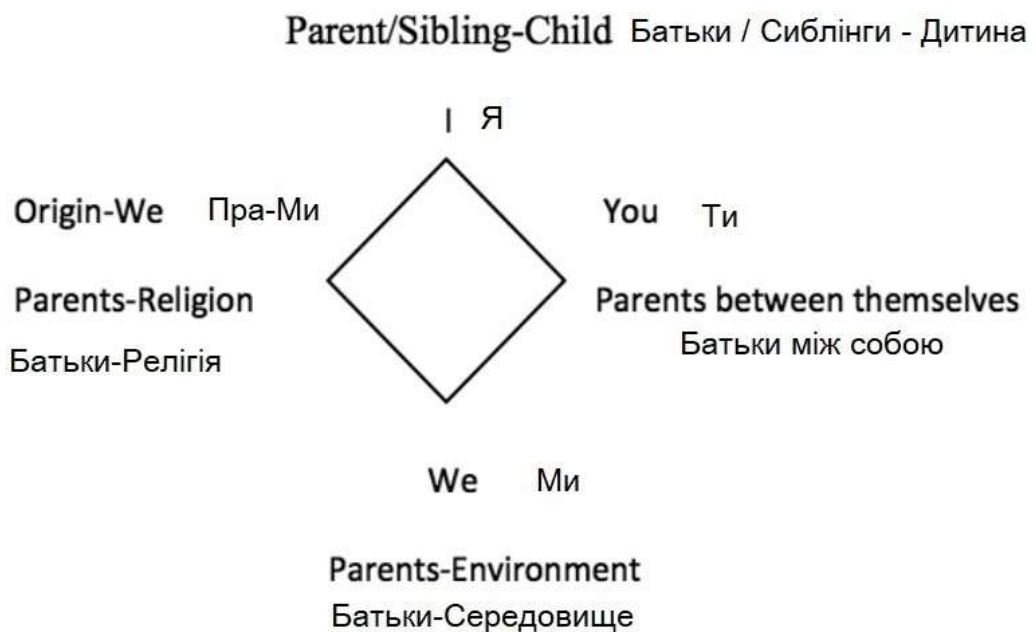 Parent/Sibling-Child Батьки / Сиблінги - Дитина
I Я
Origin-We Пра-Ми
You Ти
Parents-Religion
Parents between themselves
Батьки-Релігія
Батьки між собою
We Ми
Parents-Environment
Батьки-Середовище